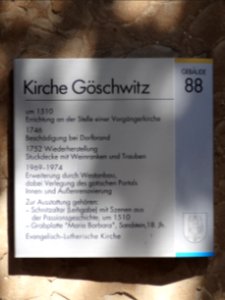 Kirche Göschwitz
GEBÄUDE
88
um 1510
Errichtung an der Stelle einer Vorgängerkirche
1746
Beschädigung bei Dorfbrand
1752 Wiederherstellung
Stuckdecke mit Weinranken und Trauben
1969-1974
Erweiterung durch Westanbau,
dabei Verlegung des gotischen Portals
Innen- und Außenrenovierung
Zur Ausstattung gehören:
– Schnitzaltar (Leihgabe) mit Szenen aus
der Passionsgeschichte, um 1510
– Grabplatte "Maria Barbara", Sandstein, 18. Jh.
Evangelisch-Lutherische Kirche